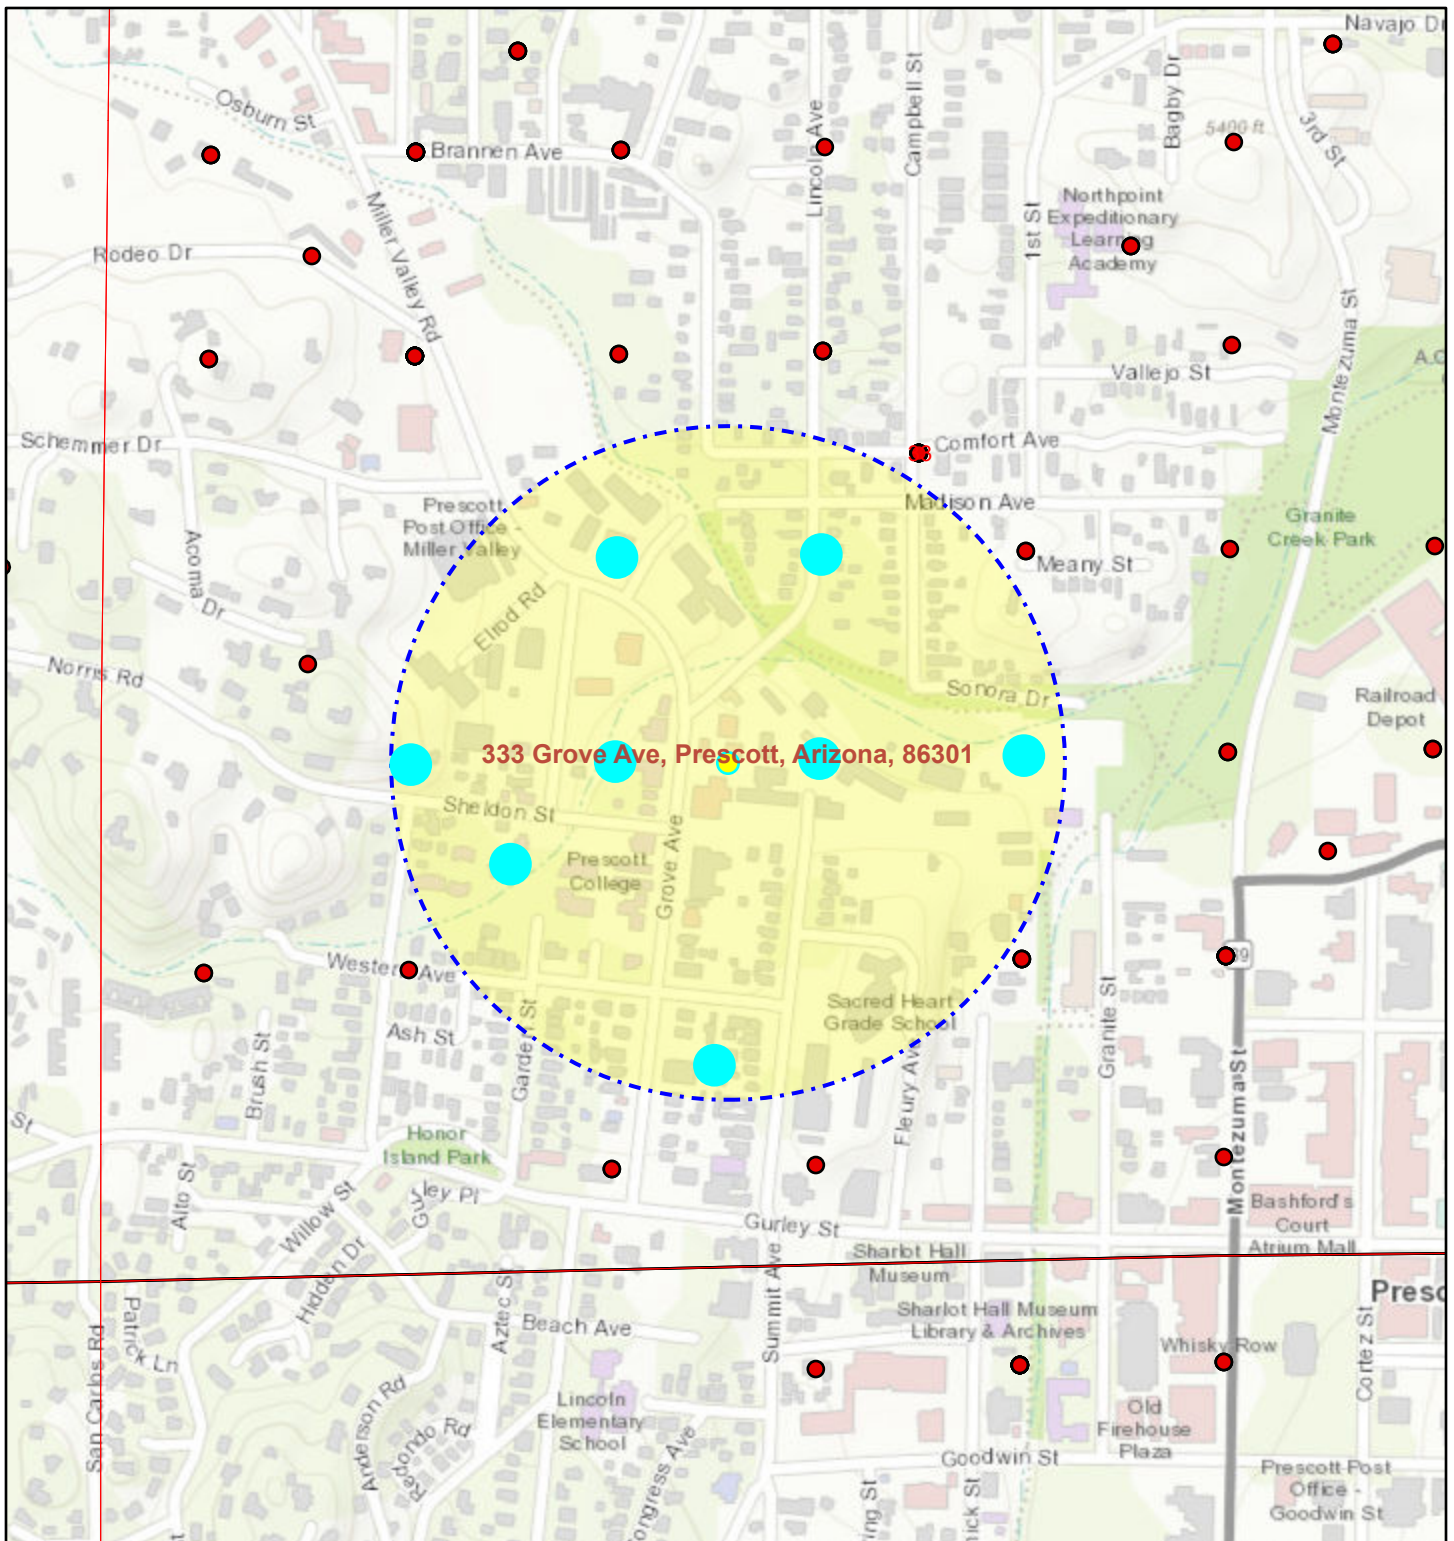 Navajo Dr
Osburn St
Brannen Ave
Lincoln Ave
Campbell St
Bagby Dr
5400 ft
3rd St
Miller Valley Rd
Northpoint
Expeditionary
Learning
Academy
1st St
Rodeo Dr
Montezuma St
Vallejo St
Schemmer Dr
Comfort Ave
Prescott
Post Office -
Miller Valley
Madison Ave
Granite
Creek Park
Acoma Dr
Meany St
Elrod Rd
Norris Rd
Sonora Dr
Railroad
Depot
333 Grove Ave, Prescott, Arizona, 86301
Sheldon St
Prescott
College
Grove Ave
Western Ave
89
Sacred Heart
Grade School
Ash St
Garden St
Granite St
Brush St
Fleury Ave
Montezuma St
St
Honor
Island Park
Alto St
Gurley Pl
Willow St
Gurley St
Bashford's
Court
Atrium Mall
Hidden Dr
Sharlot Hall
Museum
Summit Ave
Aztec St
Patrick Ln
Beach Ave
Sharlot Hall Museum
Library & Archives
Whisky Row
Cortez St
San Carlos Rd
Anderson Rd
Lincoln
Elementary
School
Old
Firehouse
Plaza
Goodwin St
Prescott Post
Office -
Goodwin St